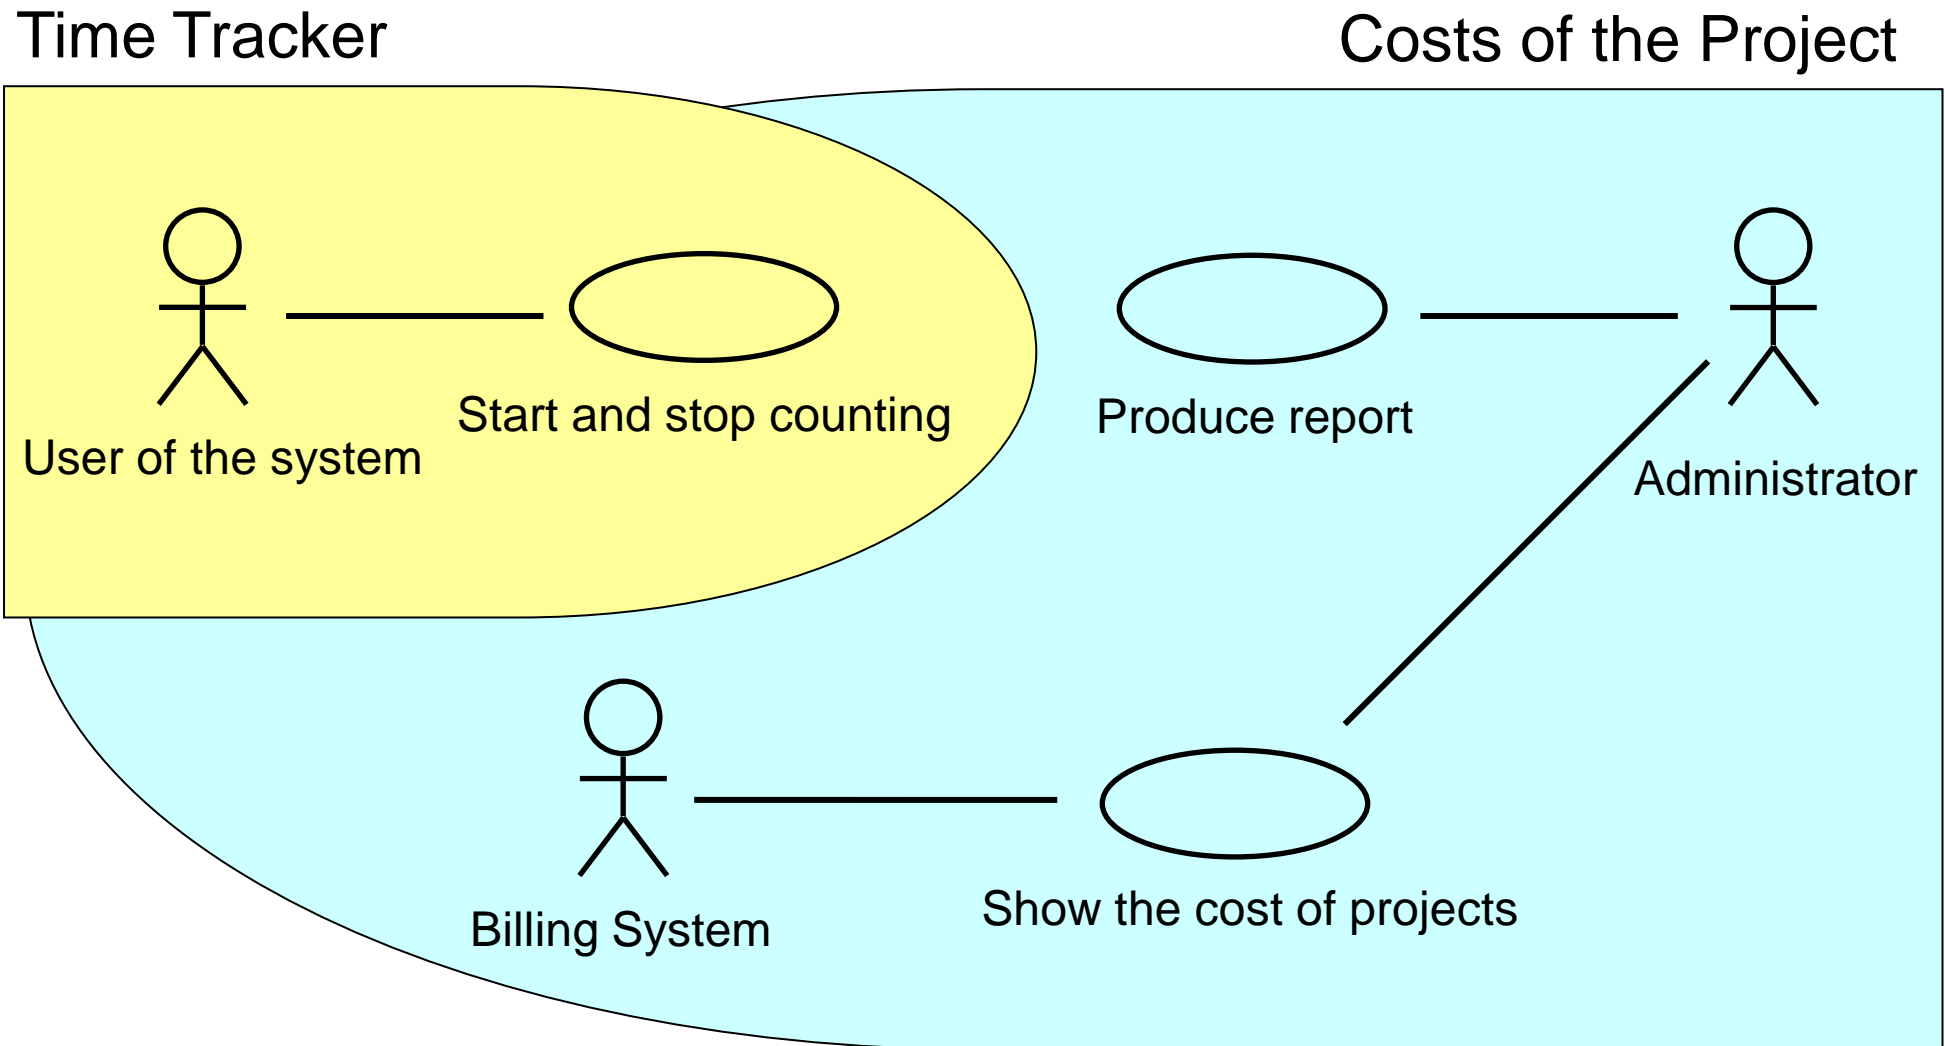 Time Tracker
Costs of the Project
Start and stop counting
Produce report
User of the system
Administrator
Billing System
Show the cost of projects